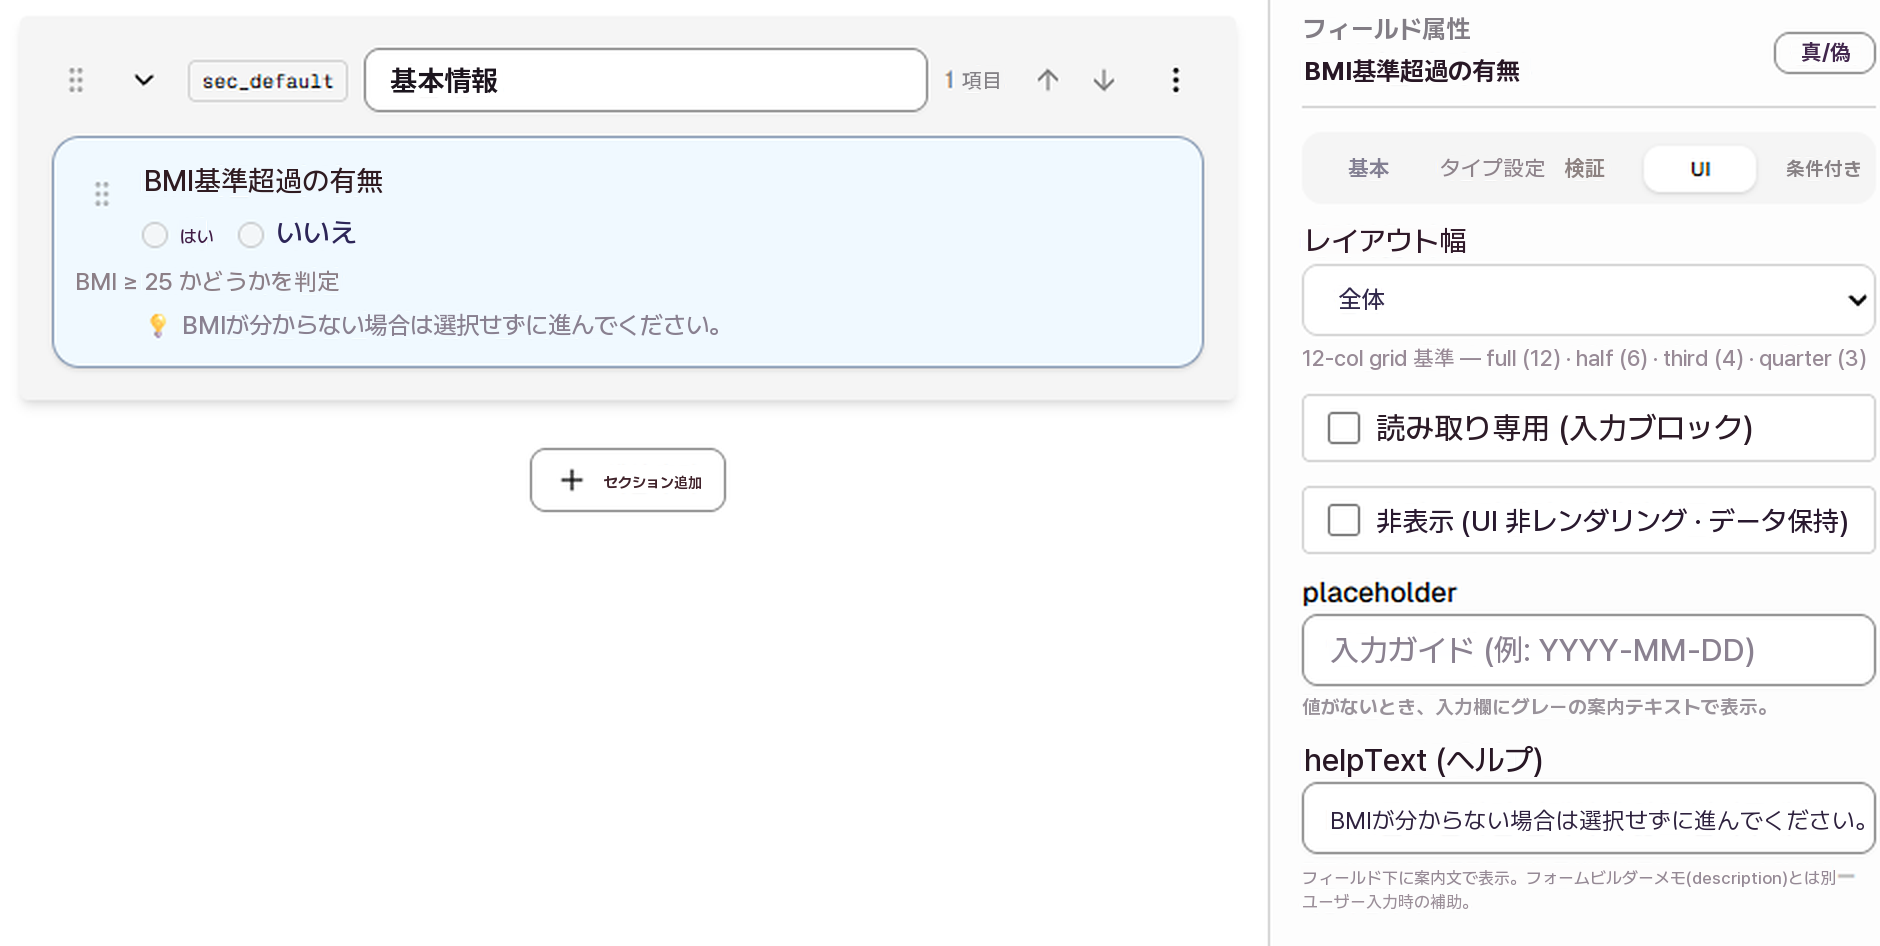 sec_default
基本情報
1 項目
BMI基準超過の有無
はい いいえ
BMI ≥ 25 かどうかを判定
💡 BMIが分からない場合は選択せずに進んでください。
+ セクション追加
フィールド属性
BMI基準超過の有無
真/偽
基本 タイプ設定 検証 UI 条件付き
レイアウト幅
全体
12-col grid 基準 — full (12) · half (6) · third (4) · quarter (3)
読み取り専用 (入力ブロック)
非表示 (UI 非レンダリング · データ保持)
placeholder
入力ガイド (例: YYYY-MM-DD)
値がないとき、入力欄にグレーの案内テキストで表示。
helpText (ヘルプ)
BMIが分からない場合は選択せずに進んでください。
フィールド下に案内文で表示。フォームビルダーメモ(description)とは別—
ユーザー入力時の補助。